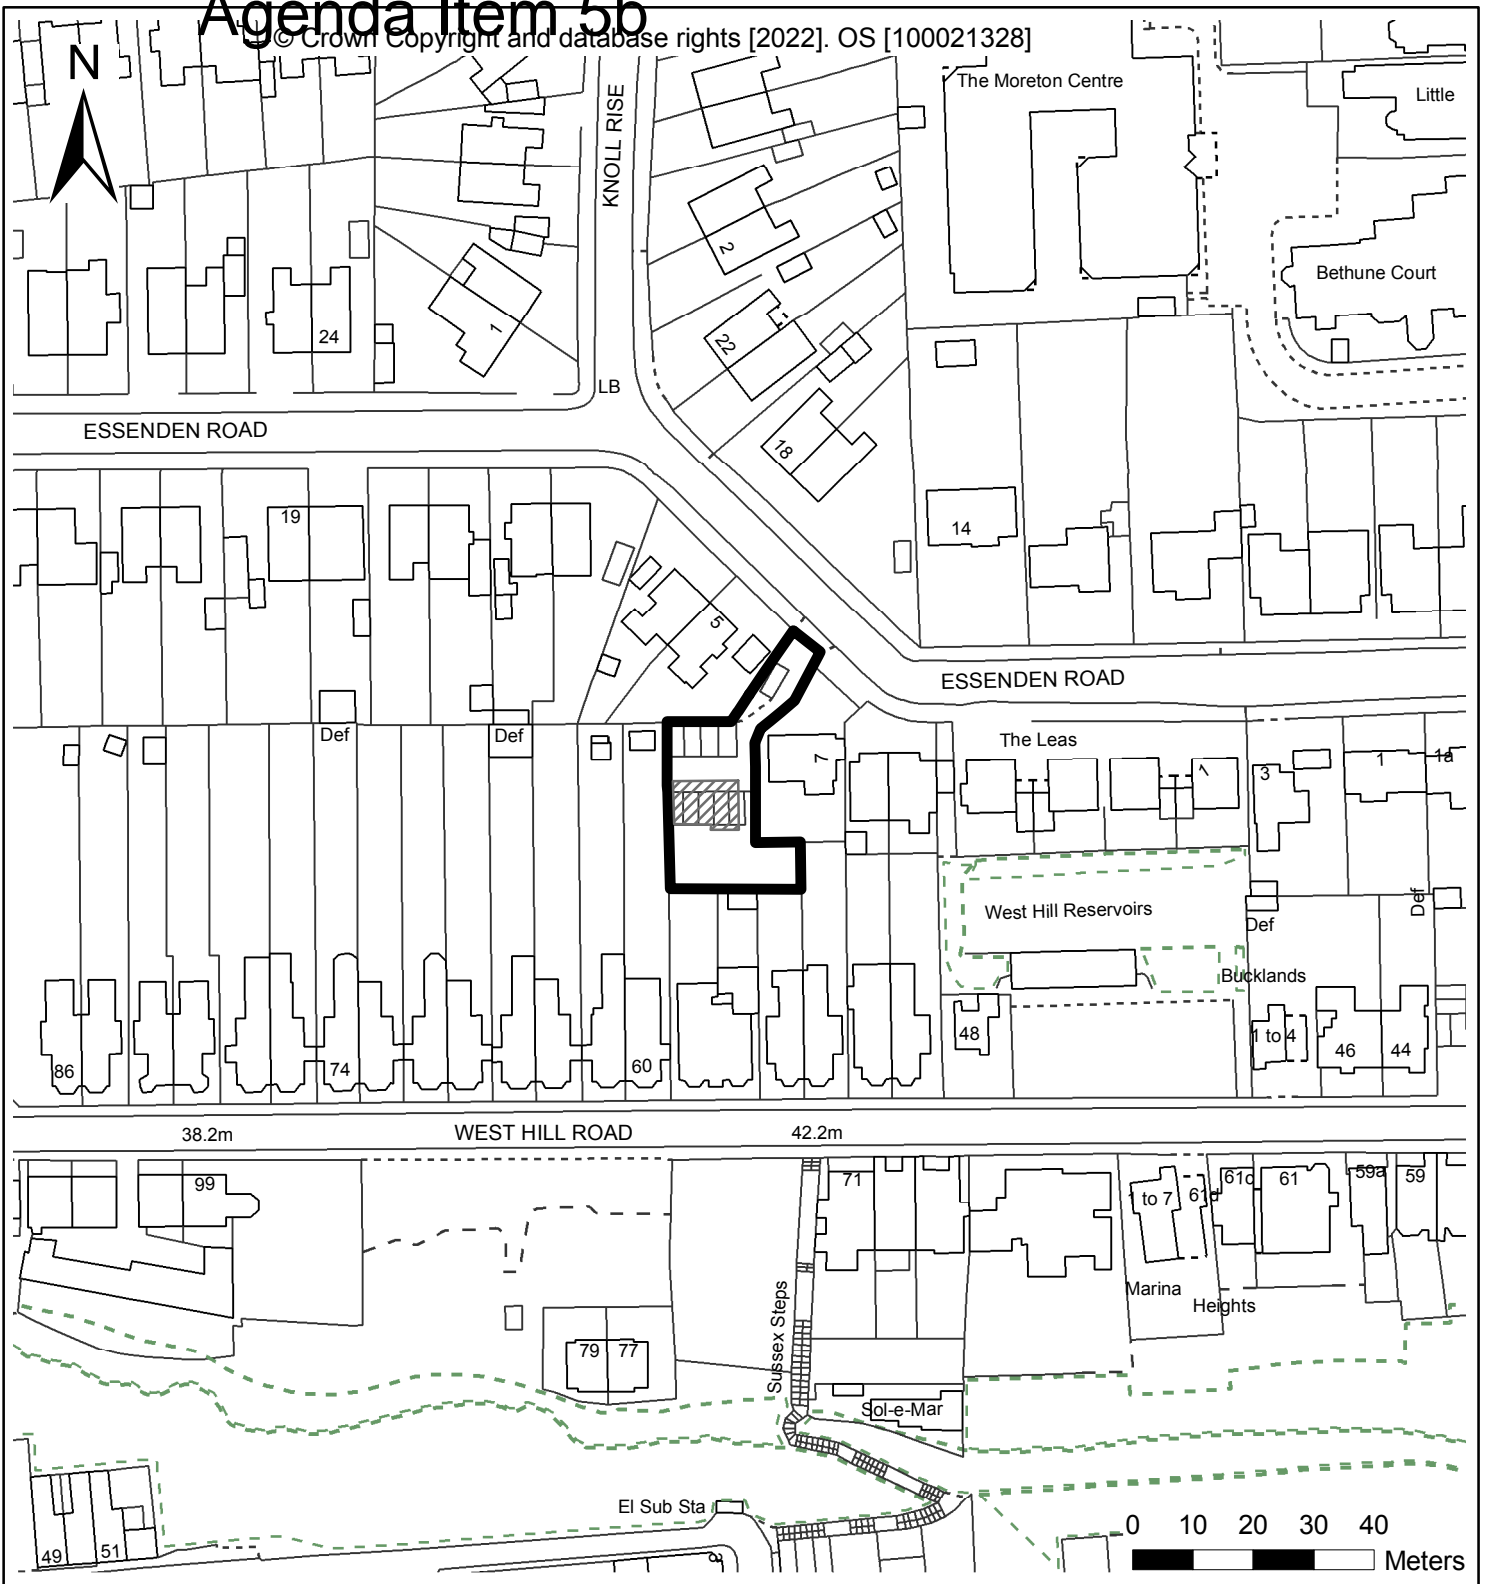 Agenda Item 5b
© Crown Copyright and database rights [2022]. OS [100021328]
N
KNOLL RISE
The Moreton Centre
Little
2
Bethune Court
24
1
22
LB
ESSENDEN ROAD
18
19
14
5
ESSENDEN ROAD
Def
Def
The Leas
7
1
3
1
1a
West Hill Reservoirs
Def
Def
Bucklands
48
1 to 4
46
44
86
74
60
38.2m
WEST HILL ROAD
42.2m
99
71
1 to 7
61d
61c
61
59a
59
Sussex Steps
Marina
Heights
79
77
Sol-e-Mar
El Sub Sta
49
51
8
0 10 20 30 40
Meters